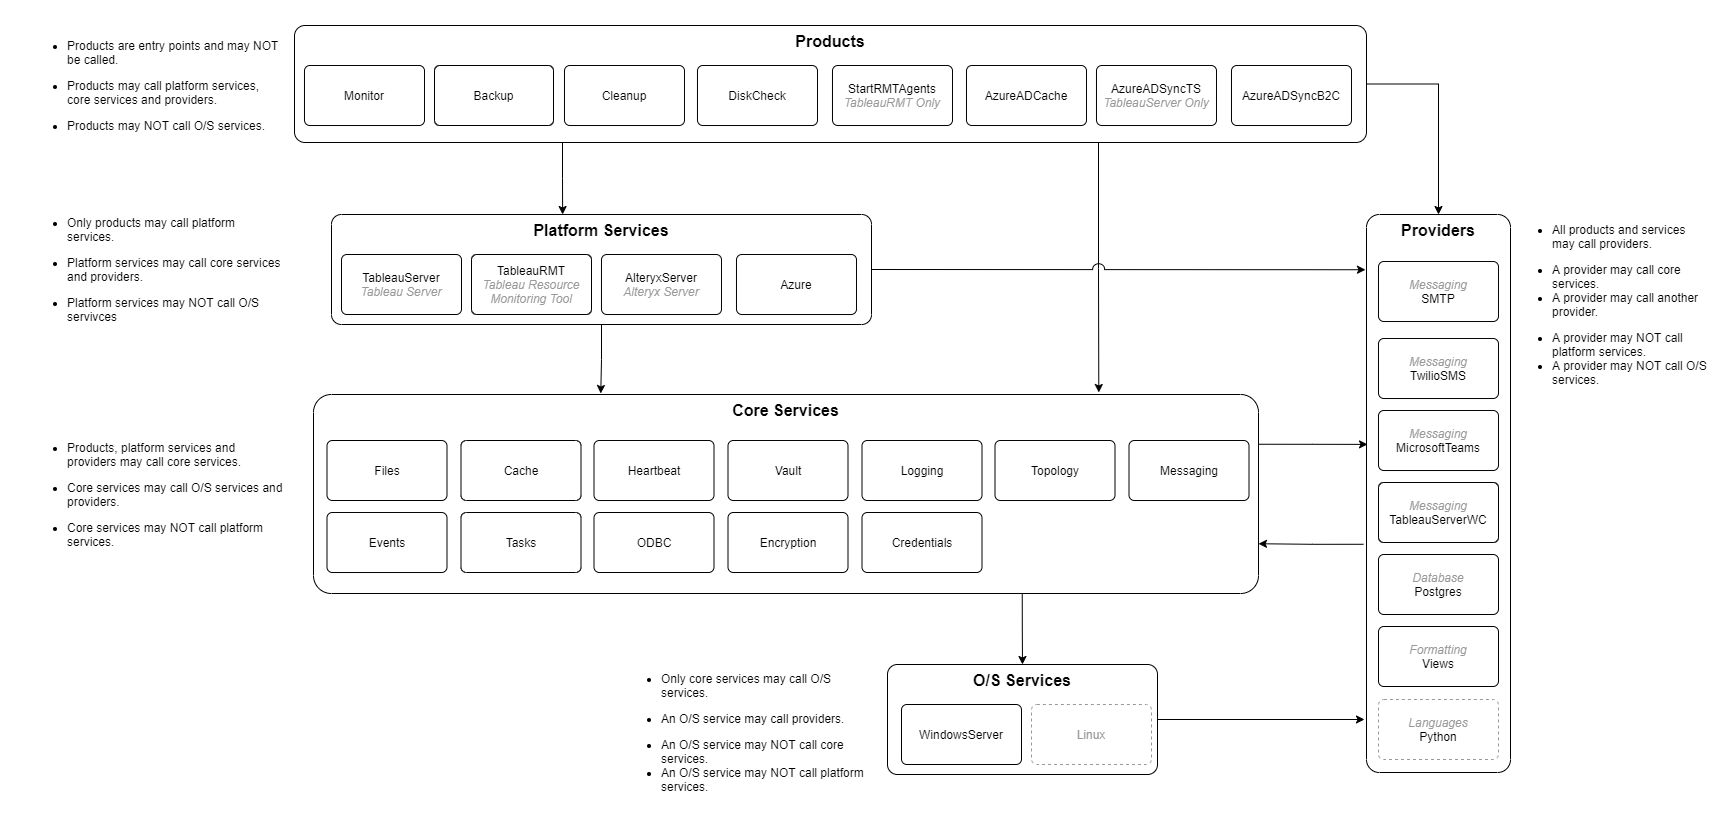 Products are entry points and may NOT
be called.
Products may call platform services,
core services and providers.
Products may NOT call O/S services.
Products
Monitor
Backup
Cleanup
DiskCheck
StartRMTAgents
TableauRMT Only
AzureADCache
AzureADSyncTS
TableauServer Only
AzureADSyncB2C
Only products may call platform
services.
Platform services may call core services
and providers.
Platform services may NOT call O/S
servivces
Platform Services
TableauServer
Tableau Server
TableauRMT
Tableau Resource
Monitoring Tool
AlteryxServer
Alteryx Server
Azure
Providers
Messaging
SMTP
Messaging
TwilioSMS
Messaging
MicrosoftTeams
Messaging
TableauServerWC
Database
Postgres
Formatting
Views
Languages
Python
All products and services
may call providers.
A provider may call core
services.
A provider may call another
provider.
A provider may NOT call
platform services.
A provider may NOT call O/S
services.
Products, platform services and
providers may call core services.
Core services may call O/S services and
providers.
Core services may NOT call platform
services.
Core Services
Files
Cache
Heartbeat
Vault
Logging
Topology
Messaging
Events
Tasks
ODBC
Encryption
Credentials
Only core services may call O/S
services.
An O/S service may call providers.
An O/S service may NOT call core
services.
An O/S service may NOT call platform
services.
O/S Services
WindowsServer
Linux